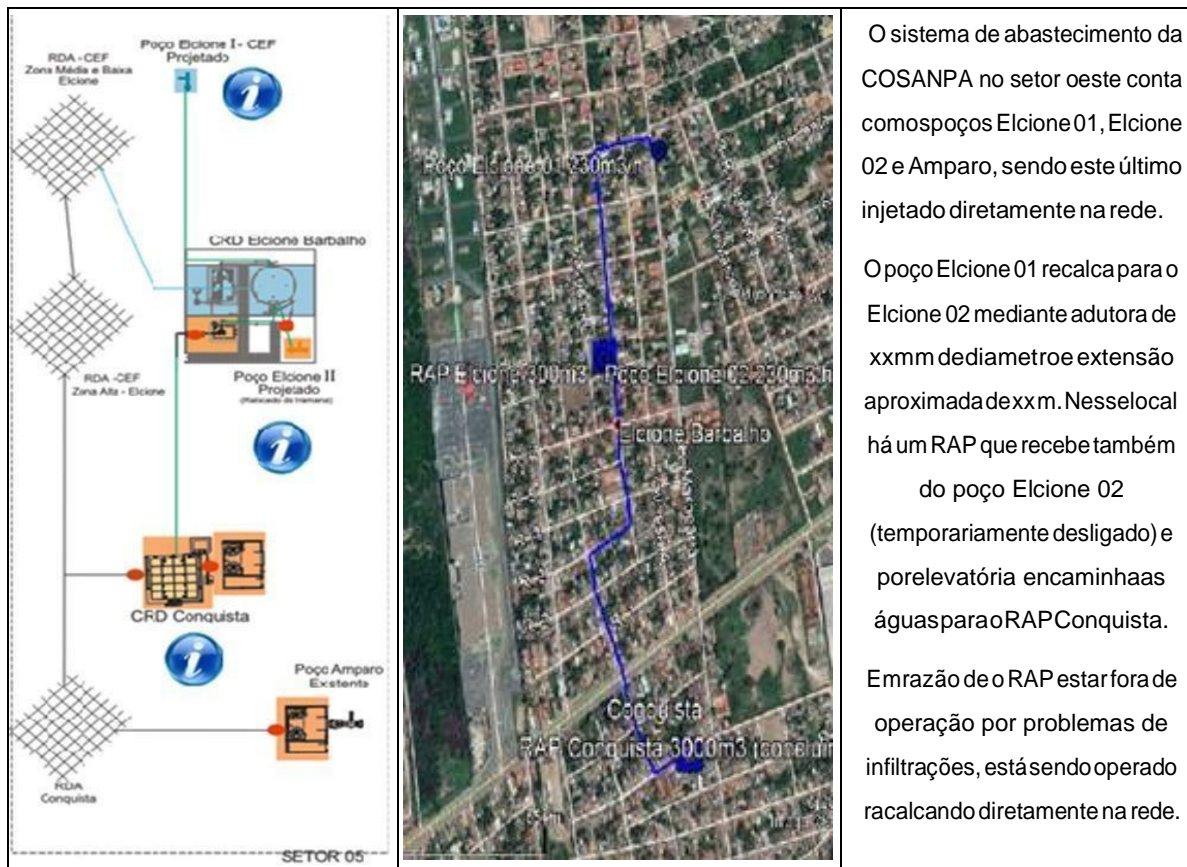 RDA -CEF
Zona Média e Baixa
Elcione
Poço Elcione I - CEF
Projetado
CRD Elcione Barbalho
RDA -CEF
Zona Alta - Elcione
Poço Elcione II
Projetado
CRD Conquista
Poço Amparo
Existente
RDA
Conquista
SETOR 05
Poço Elcione 01 230m3/h
RAP Elcione 300m3 - Poço Elcione 02 230m3/h
Elcione Barbalho
Conquista
RAP Conquista 3000m3
O sistema de abastecimento da
COSANPA no setor oeste conta
comospoços Elcione 01, Elcione
02 e Amparo, sendo este último
injetado diretamente na rede.
Opoço Elcione 01 recalca para o
Elcione 02 mediante adutora de
xxmm dediametroe extensão
aproximadadexxm. Nesselocal
há um RAP que recebe também
do poço Elcione 02
(temporariamente desligado) e
porelevatória encaminhaas
águasparaoRAPConquista.
Emrazão de o RAP estarfora de
operação por problemas de
infiltrações, estásendooperado
racalcando diretamente na rede.